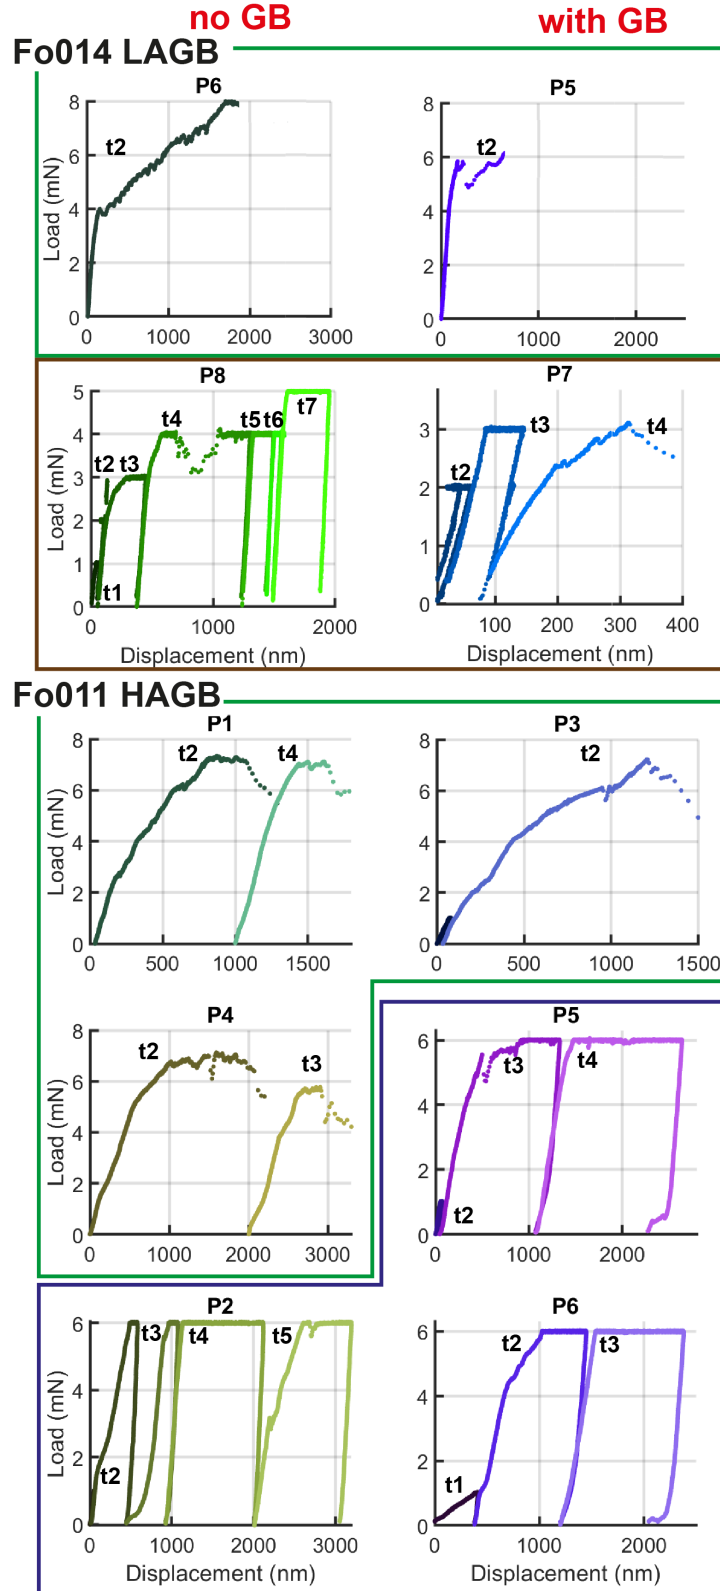 no GB
with GB
Fo014 LAGB
P6
8
6
4
2
0
Load (mN)
t2
0 1000 2000 3000
P5
8
6
4
2
0
t2
0 1000 2000
P8
5
4
3
2
1
0
Load (mN)
t1
t2
t3
t4
t5
t6
t7
0 1000 2000
Displacement (nm)
P7
3
2
1
0
t2
t3
t4
100 200 300 400
Displacement (nm)
Fo011 HAGB
P1
8
6
4
2
0
Load (mN)
t2
t4
0 500 1000 1500
P3
8
6
4
2
0
t2
0 500 1000 1500
P4
8
6
4
2
0
Load (mN)
t2
t3
0 1000 2000 3000
P5
6
4
2
0
t2
t3
t4
0 1000 2000
P2
6
4
2
0
Load (mN)
t2
t3
t4
t5
0 1000 2000 3000
Displacement (nm)
P6
6
4
2
0
t1
t2
t3
0 1000 2000
Displacement (nm)